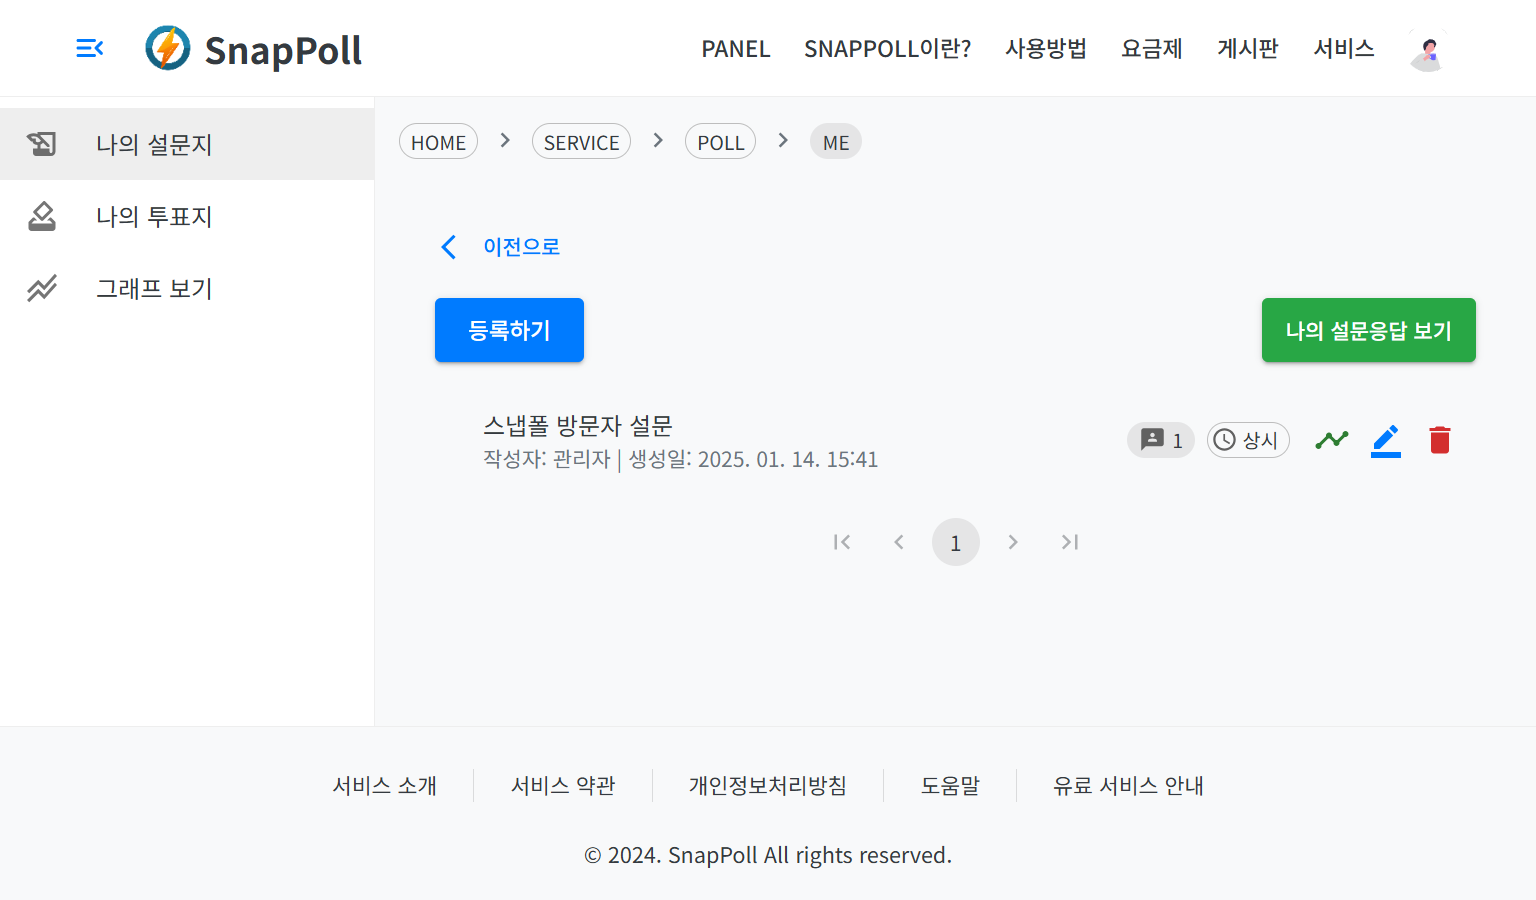 SnapPoll
PANEL SNAPPOLL이란? 사용방법 요금제 게시판 서비스
나의 설문지
나의 투표지
그래프 보기
HOME SERVICE POLL ME
이전으로
등록하기 나의 설문응답 보기
스냅폴 방문자 설문
작성자: 관리자 | 생성일: 2025. 01. 14. 15:41
1 상시
1
서비스 소개 서비스 약관 개인정보처리방침 도움말 유료 서비스 안내
© 2024. SnapPoll All rights reserved.